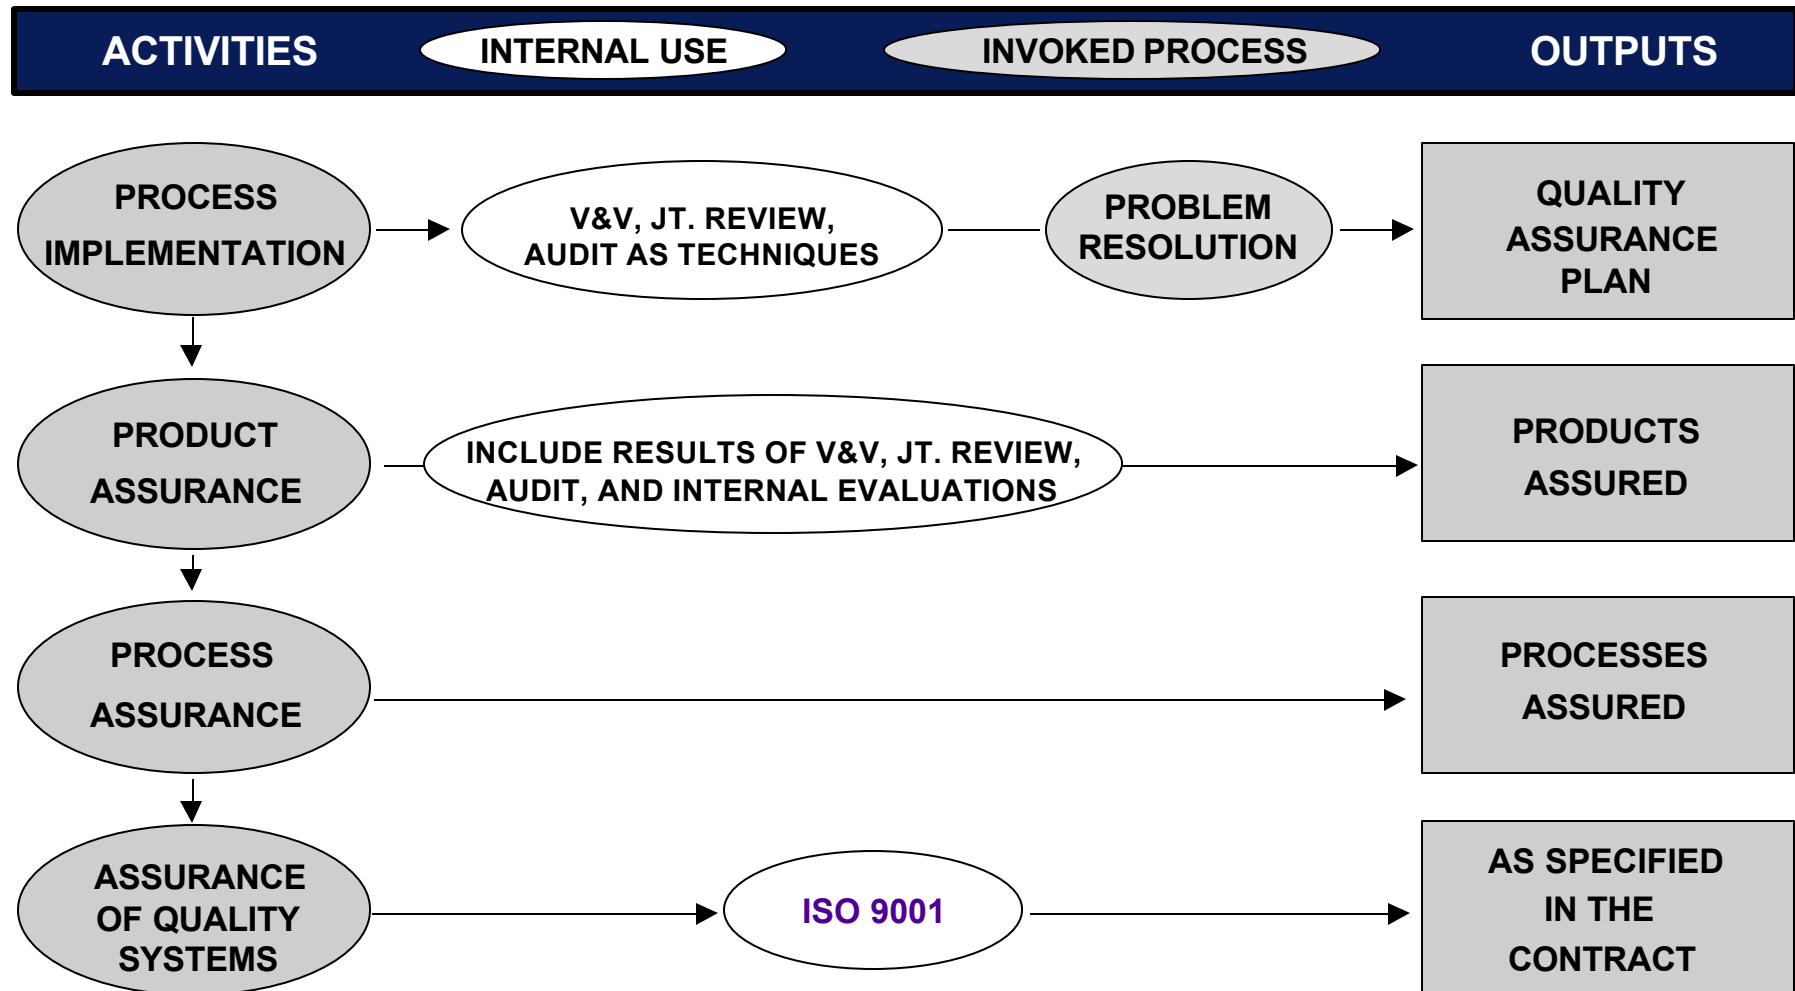 ACTIVITIES
INTERNAL USE
INVOKED PROCESS
OUTPUTS
PROCESS
IMPLEMENTATION
V&V, JT. REVIEW,
AUDIT AS TECHNIQUES
PROBLEM
RESOLUTION
QUALITY
ASSURANCE
PLAN
PRODUCT
ASSURANCE
INCLUDE RESULTS OF V&V, JT. REVIEW,
AUDIT, AND INTERNAL EVALUATIONS
PRODUCTS
ASSURED
PROCESS
ASSURANCE
PROCESSES
ASSURED
ASSURANCE
OF QUALITY
SYSTEMS
ISO 9001
AS SPECIFIED
IN THE
CONTRACT